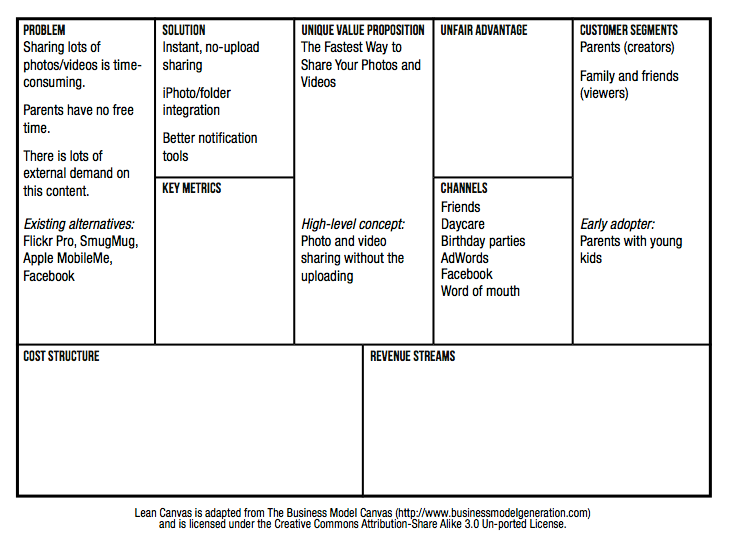 PROBLEM
Sharing lots of
photos/videos is time-
consuming.
Parents have no free
time.
There is lots of
external demand on
this content.
Existing alternatives:
Flickr Pro, SmugMug,
Apple MobileMe,
Facebook
SOLUTION
Instant, no-upload
sharing
iPhoto/folder
integration
Better notification
tools
KEY METRICS
UNIQUE VALUE PROPOSITION
The Fastest Way to
Share Your Photos and
Videos
High-level concept:
Photo and video
sharing without the
uploading
UNFAIR ADVANTAGE
CHANNELS
Friends
Daycare
Birthday parties
AdWords
Facebook
Word of mouth
CUSTOMER SEGMENTS
Parents (creators)
Family and friends
(viewers)
Early adopter:
Parents with young
kids
COST STRUCTURE
REVENUE STREAMS
Lean Canvas is adapted from The Business Model Canvas (http://www.businessmodelgeneration.com)
and is licensed under the Creative Commons Attribution-Share Alike 3.0 Un-ported License.